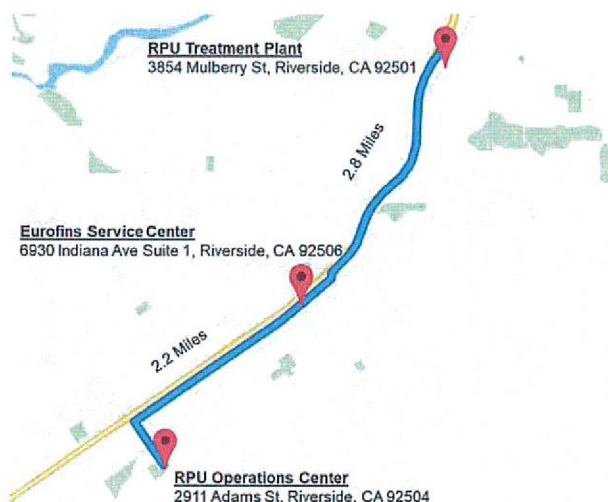 RPU Treatment Plant
3854 Mulberry St, Riverside, CA 92501
2.8 Miles
Eurofins Service Center
6930 Indiana Ave Suite 1, Riverside, CA 92506
2.2 Miles
RPU Operations Center
2911 Adams St, Riverside, CA 92504